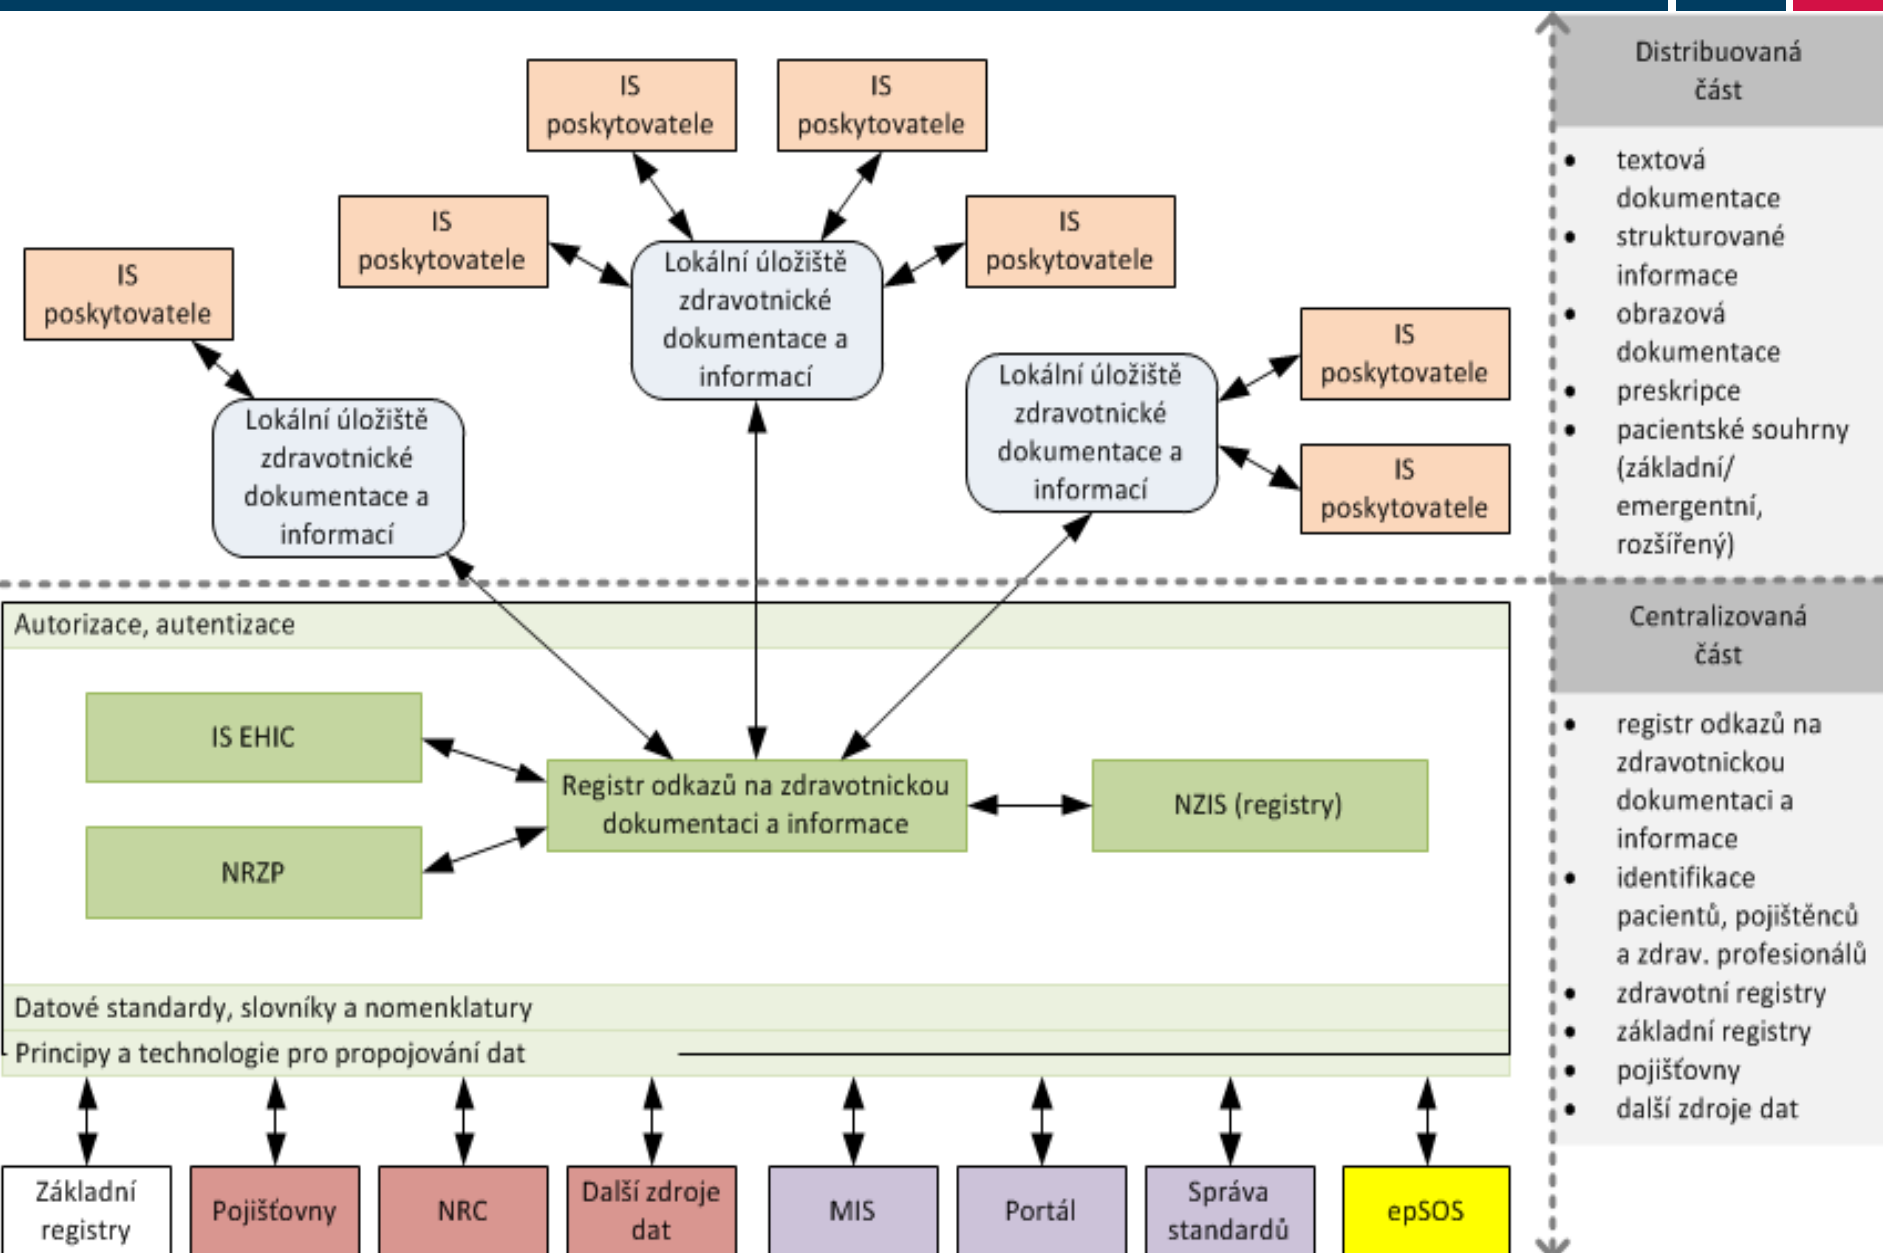 IS
poskytovatele
IS
poskytovatele
IS
poskytovatele
IS
poskytovatele
IS
poskytovatele
Lokální úložiště
zdravotnické
dokumentace a
informací
IS
poskytovatele
Lokální úložiště
zdravotnické
dokumentace a
informací
Lokální úložiště
zdravotnické
dokumentace a
informací
IS
poskytovatele
Autorizace, autentizace
IS EHIC
Registr odkazů na zdravotnickou
dokumentaci a informace
NZIS (registry)
NRZP
Datové standardy, slovníky a nomenklatury
Principy a technologie pro propojování dat
Základní
registry
Pojišťovny
NRC
Další zdroje
dat
MIS
Portál
Správa
standardů
epSOS
Distribuovaná
část
• textová
dokumentace
• strukturované
informace
• obrazová
dokumentace
• preskripce
• pacientské souhrny
(základní/
emergentní,
rozšířený)
Centralizovaná
část
• registr odkazů na
zdravotnickou
dokumentaci a
informace
• identifikace
pacientů, pojištěnců
a zdrav. profesionálů
• zdravotní registry
• základní registry
• pojišťovny
• další zdroje dat